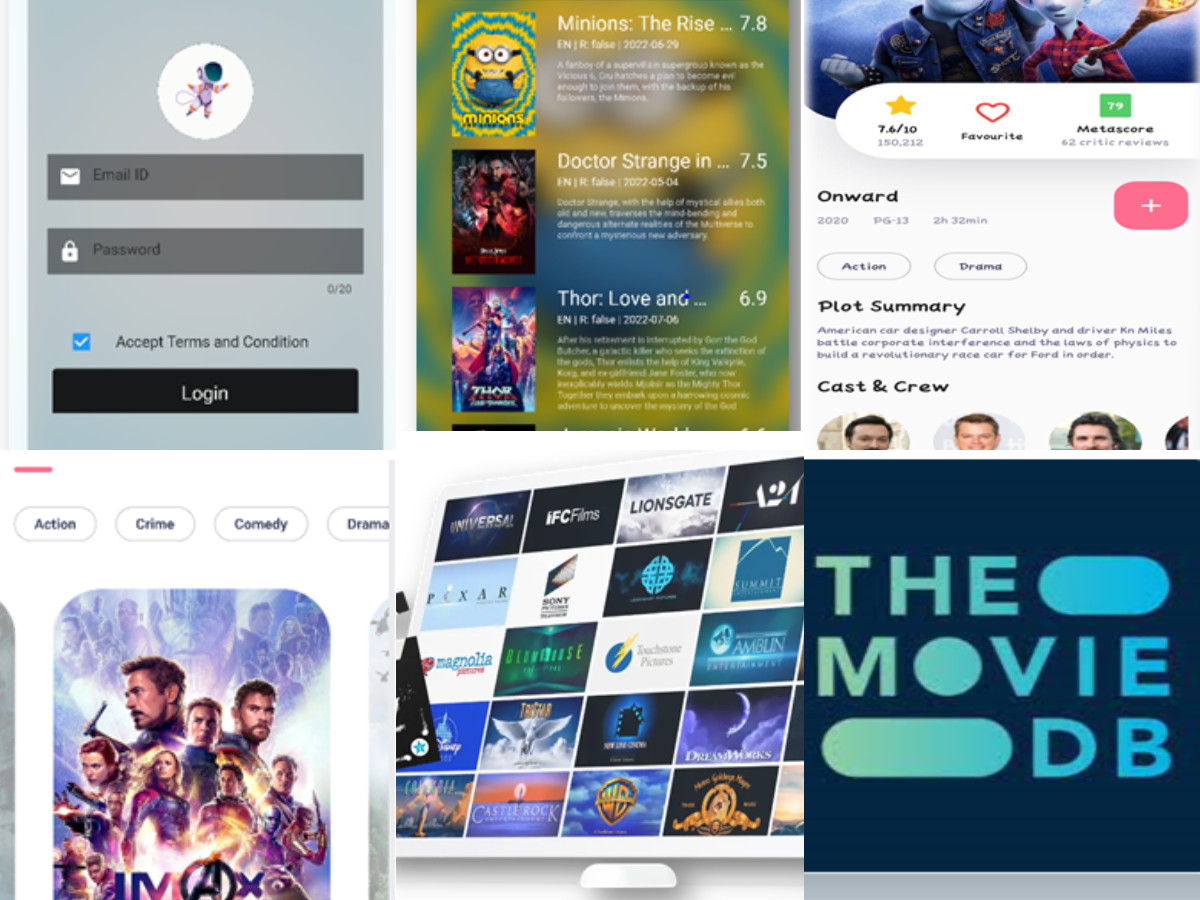 Email ID
Password
0/20
Accept Terms and Condition
Login
Minions: The Rise ... 7.8
EN | R: false | 2022-06-29
A fanboy of a supervillain supergroup known as the
Vicious 6, Gru hatches a plan to become evil
enough to join them, with the backup of his
followers, the Minions.
MINIONS
Doctor Strange in ... 7.5
EN | R: false | 2022-05-04
Doctor Strange, with the help of mystical allies both
old and new, traverses the mind-bending and
dangerous alternate realities of the Multiverse to
confront a mysterious new adversary.
Thor: Love and ... 6.9
EN | R: false | 2022-07-06
After his retirement is interrupted by Gorr the God
Butcher, a galactic killer who seeks the extinction of
the gods, Thor enlists the help of King Valkyrie,
Korg, and ex-girlfriend Jane Foster, who now
inexplicably wields Mjolnir as the Mighty Thor
Together they embark upon a harrowing cosmic
adventure to uncover the mystery of the God
THOR
79
7.6/10
Favourite
Metascore
150,212
62 critic reviews
Onward
+
2020 PG-13 2h 32min
Action
Drama
Plot Summary
American car designer Carroll Shelby and driver Kn Miles
battle corporate interference and the laws of physics to
build a revolutionary race car for Ford in order.
Cast & Crew
Action
Crime
Comedy
Drama
IMAX
UNIVERSAL
IFCFilms
LIONSGATE
A24
PIXAR
SONY
PICTURES
TELEVISION
SUMMIT
ENTERTAINMENT
magnolia
pictures
BLUMHOUSE
Touchstone
Pictures
AMBLIN
ENTERTAINMENT
Disney
TRISTAR
NEW LINE CINEMA
DREAMWORKS
COLUMBIA
CASTLE ROCK
ENTERTAINMENT
WB
Metro Goldwyn Mayer
TRADE MARK
THE
MOVIE
DB